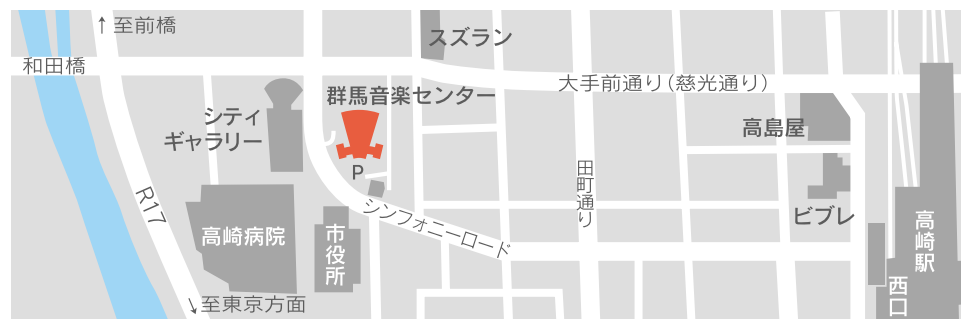 ↑至前橋
スズラン
和田橋
大手前通り(慈光通り)
群馬音楽センター
シティ
ギャラリー
高島屋
P
田町通り
R17
シンフォニーロード
ビブレ
高崎病院
市役所
高崎駅
西口
↘至東京方面